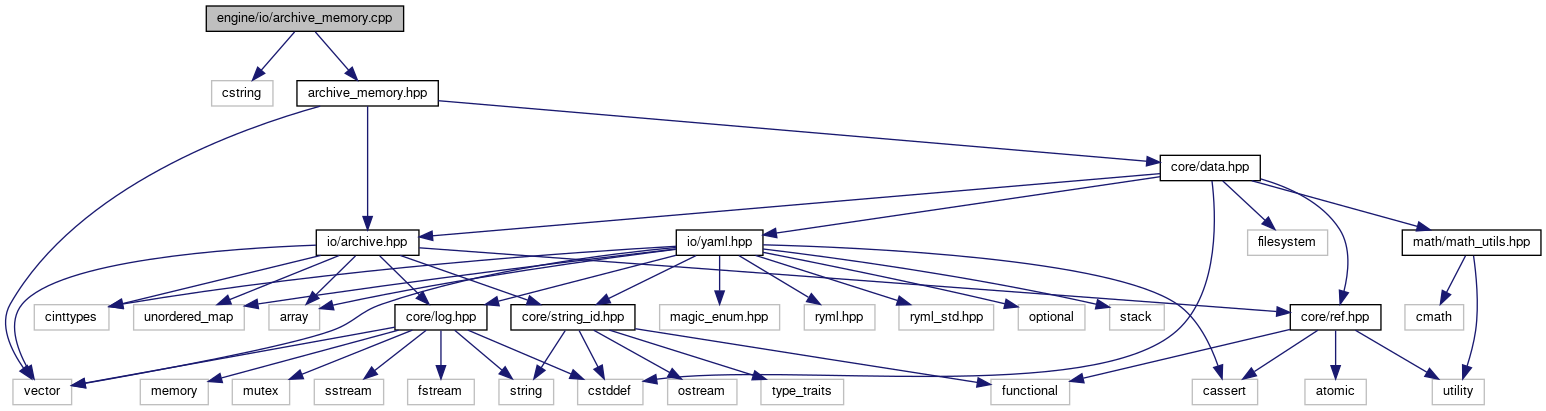 engine/io/archive_memory.cpp
cstring
archive_memory.hpp
core/data.hpp
io/archive.hpp
io/yaml.hpp
filesystem
math/math_utils.hpp
cinttypes
unordered_map
array
core/log.hpp
core/string_id.hpp
magic_enum.hpp
ryml.hpp
ryml_std.hpp
optional
stack
core/ref.hpp
cmath
vector
memory
mutex
sstream
fstream
string
cstddef
ostream
type_traits
functional
cassert
atomic
utility